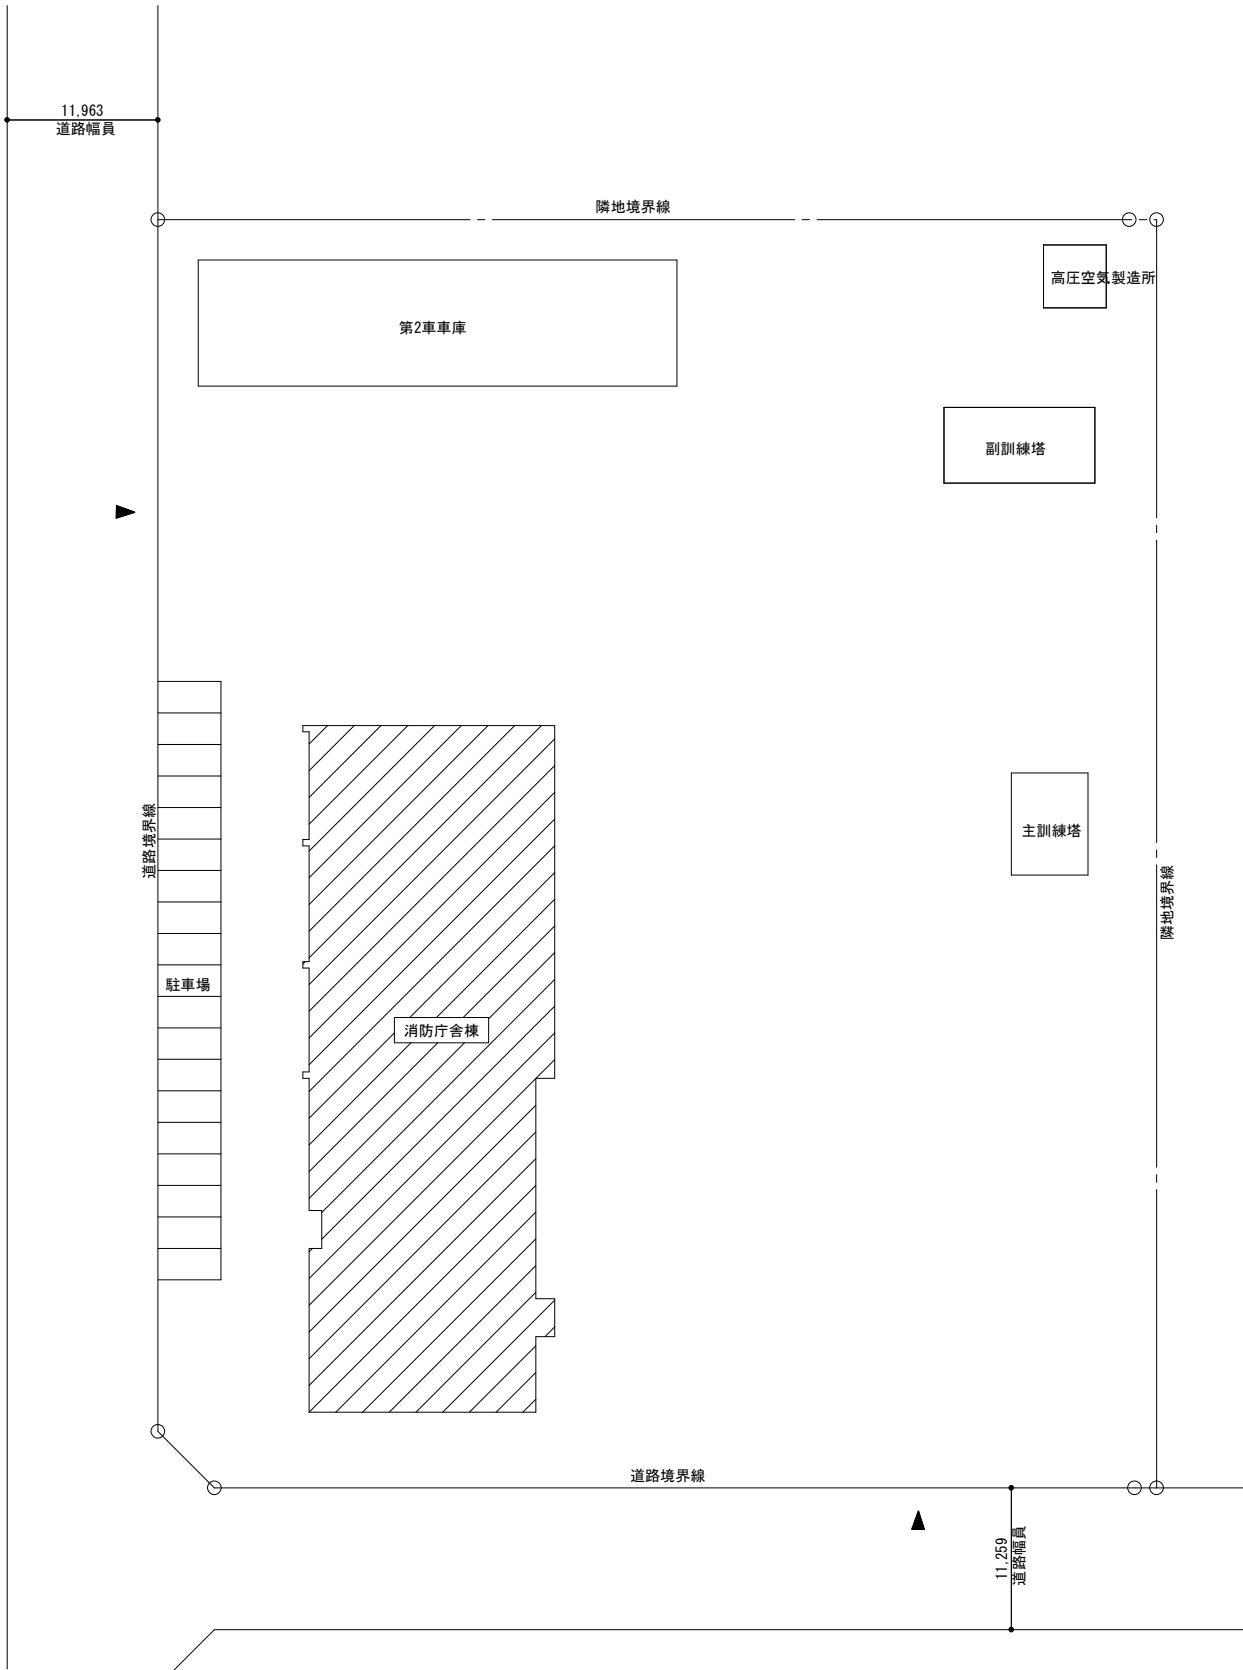 11,963
道路幅員
隣地境界線
高圧空気製造所
第2車車庫
副訓練塔
道路境界線
主訓練塔
隣地境界線
駐車場
消防庁舎棟
道路境界線
11,259
道路幅員